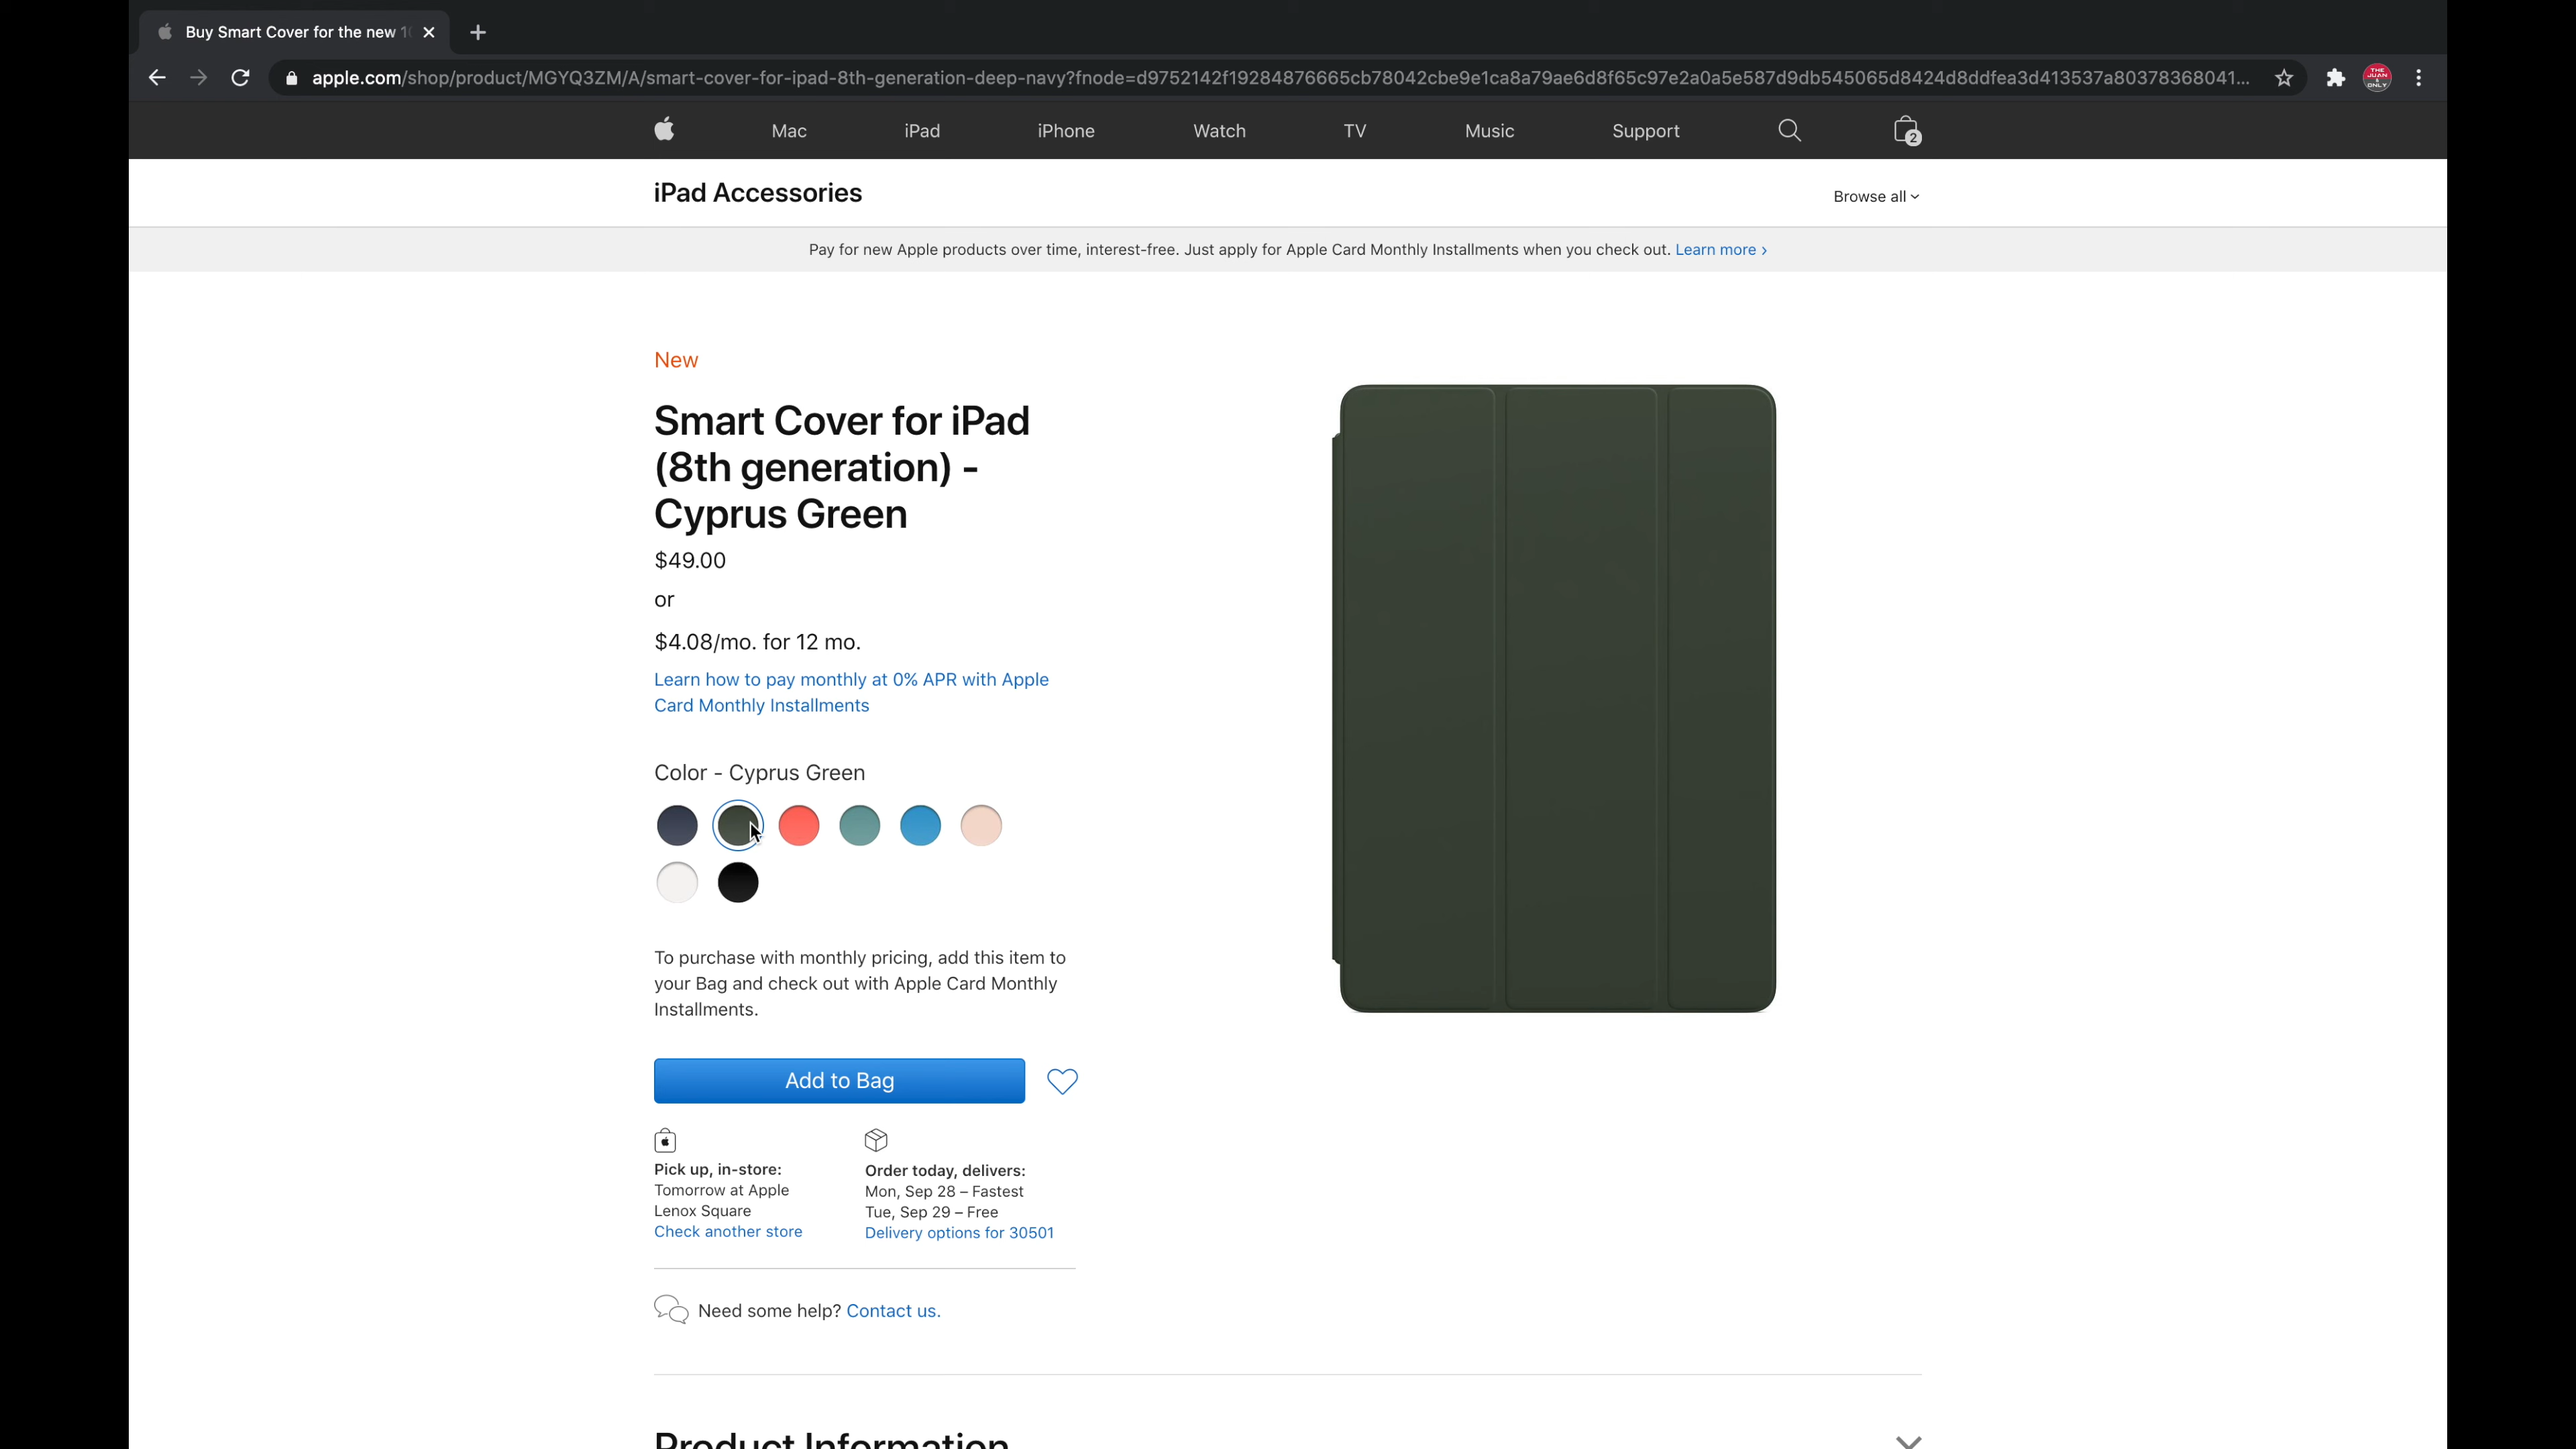 Buy Smart Cover for the new
apple.com/shop/product/MGYQ3ZM/A/smart-cover-for-ipad-8th-generation-deep-navy?fnode=d9752142f19284876665cb78042cbe9e1ca8a79ae6d8f65c97e2a0a5e587d9db545065d8424d8ddfea3d413537a80378368041...
THE JUAN & ONLY
Mac iPad iPhone Watch TV Music Support 2
iPad Accessories
Browse all
Pay for new Apple products over time, interest-free. Just apply for Apple Card Monthly Installments when you check out. Learn more >
New
Smart Cover for iPad
(8th generation) -
Cyprus Green
$49.00
or
$4.08/mo. for 12 mo.
Learn how to pay monthly at 0% APR with Apple
Card Monthly Installments
Color - Cyprus Green
To purchase with monthly pricing, add this item to
your Bag and check out with Apple Card Monthly
Installments.
Add to Bag
Pick up, in-store:
Tomorrow at Apple
Lenox Square
Check another store
Order today, delivers:
Mon, Sep 28 – Fastest
Tue, Sep 29 – Free
Delivery options for 30501
Need some help? Contact us.
Product Information